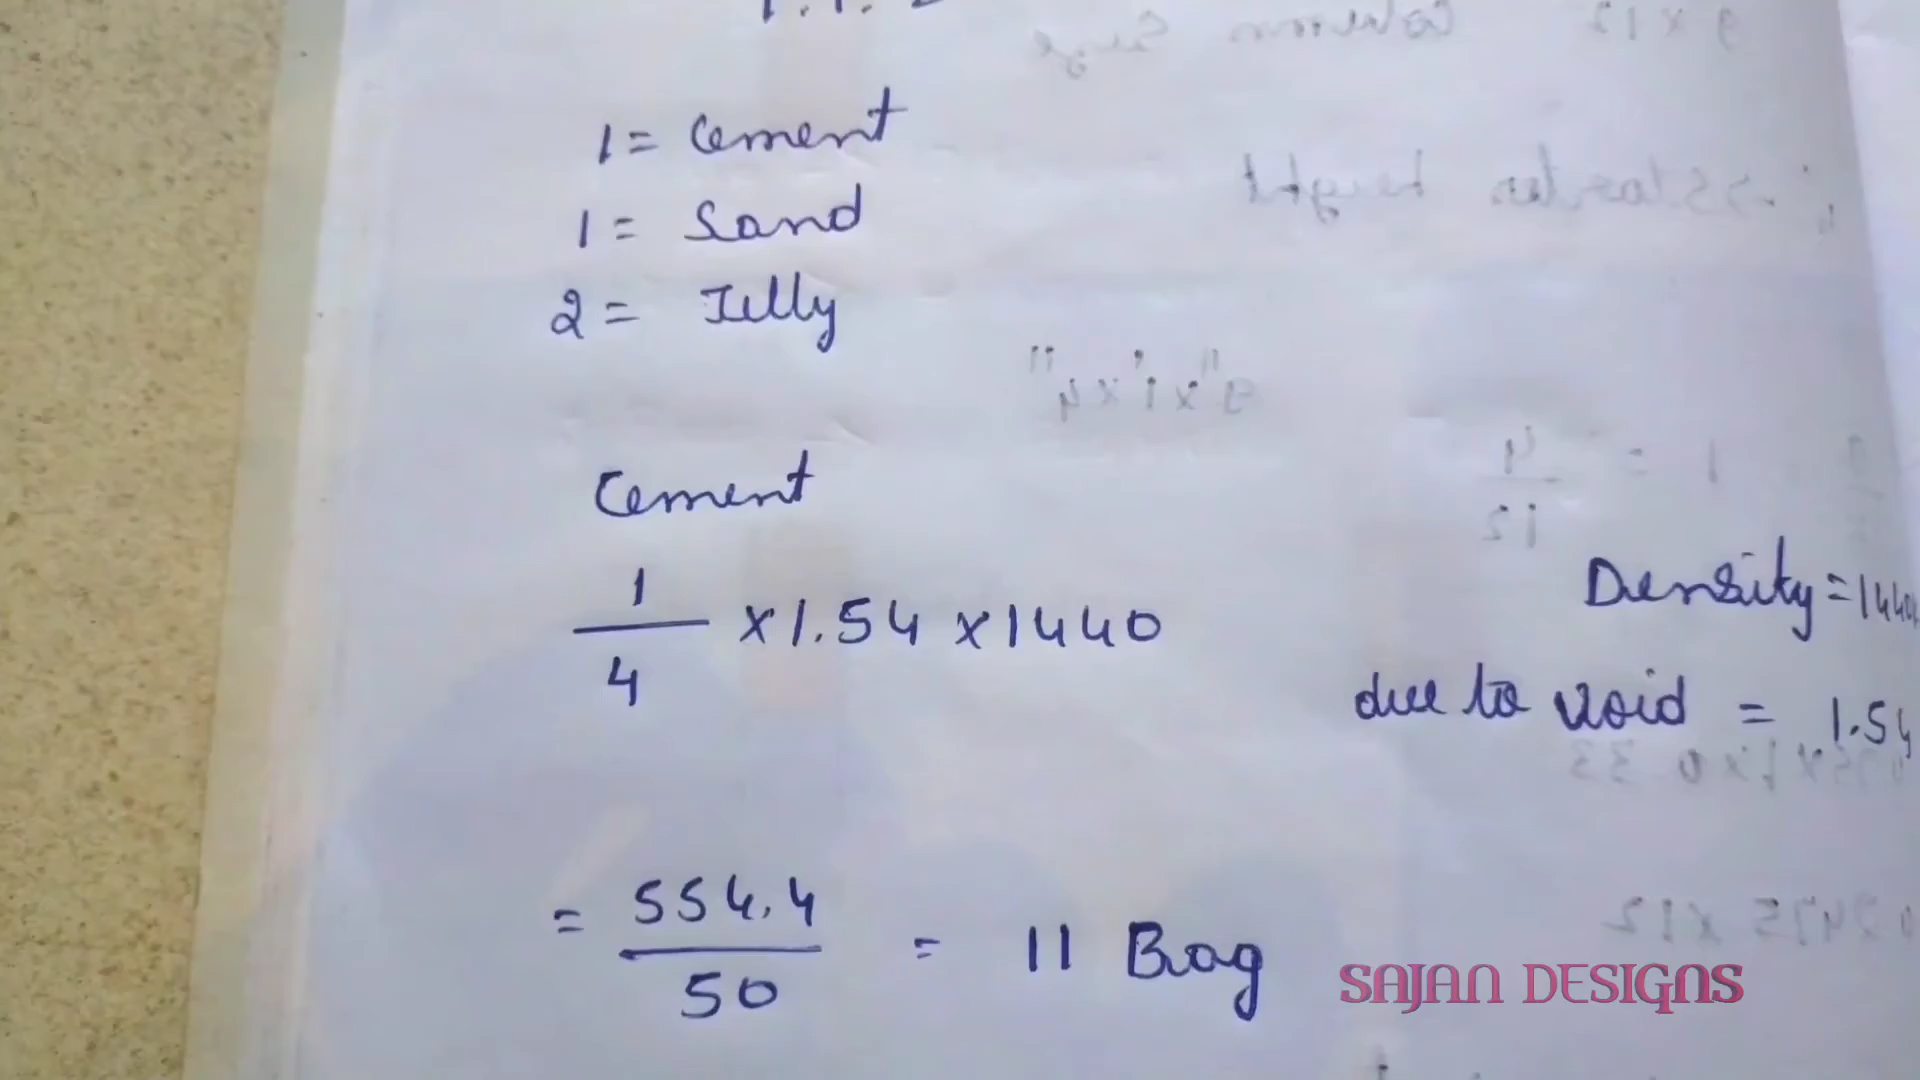 1 = Cement
1 = Sand
2 = Jelly
Cement
1/4 x 1.54 x 1440
Density = 1440
due to void = 1.54
= 554.4/50 = 11 Bag
SAJAN DESIGNS